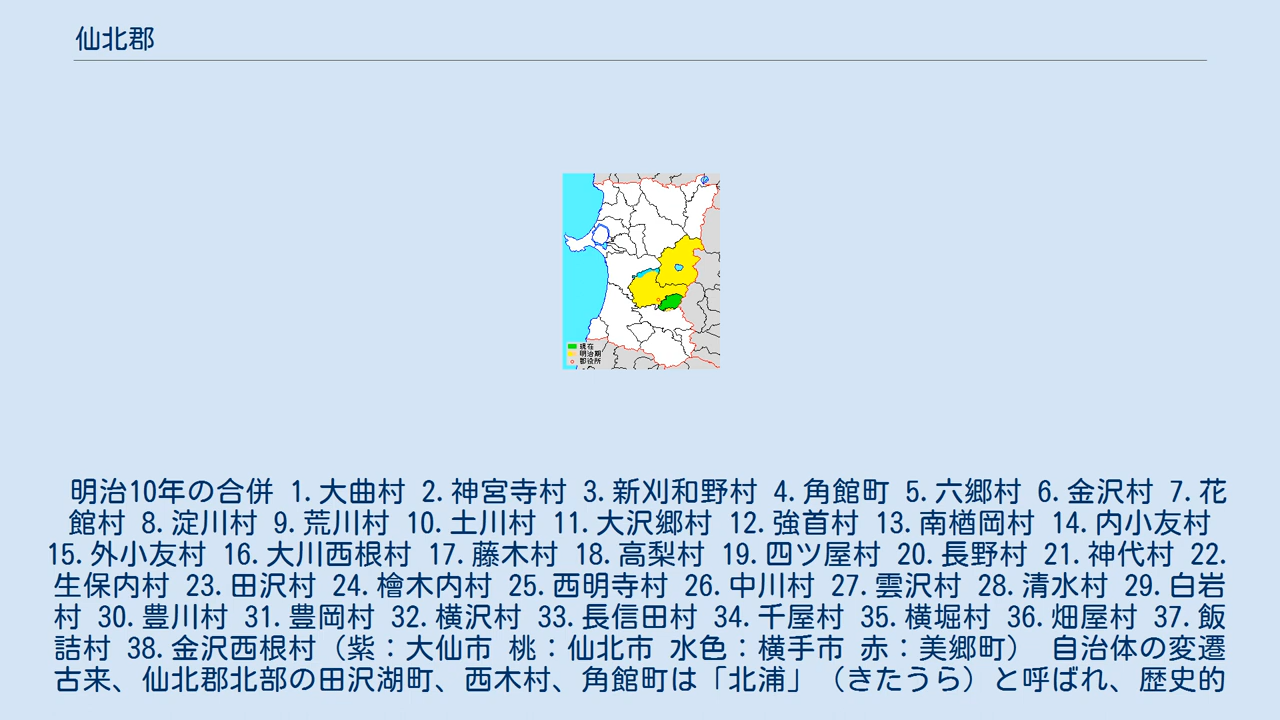 仙北郡
現在
明治期
郡役所
明治10年の合併 1.大曲村 2.神宮寺村 3.新刈和野村 4.角館町 5.六郷村 6.金沢村 7.花
館村 8.淀川村 9.荒川村 10.土川村 11.大沢郷村 12.強首村 13.南楢岡村 14.内小友村
15.外小友村 16.大川西根村 17.藤木村 18.高梨村 19.四ツ屋村 20.長野村 21.神代村 22.
生保内村 23.田沢村 24.檜木内村 25.西明寺村 26.中川村 27.雲沢村 28.清水村 29.白岩
村 30.豊川村 31.豊岡村 32.横沢村 33.長信田村 34.千屋村 35.横堀村 36.畑屋村 37.飯
詰村 38.金沢西根村（紫：大仙市 桃：仙北市 水色：横手市 赤：美郷町） 自治体の変遷
古来、仙北郡北部の田沢湖町、西木村、角館町は「北浦」（きたうら）と呼ばれ、歴史的